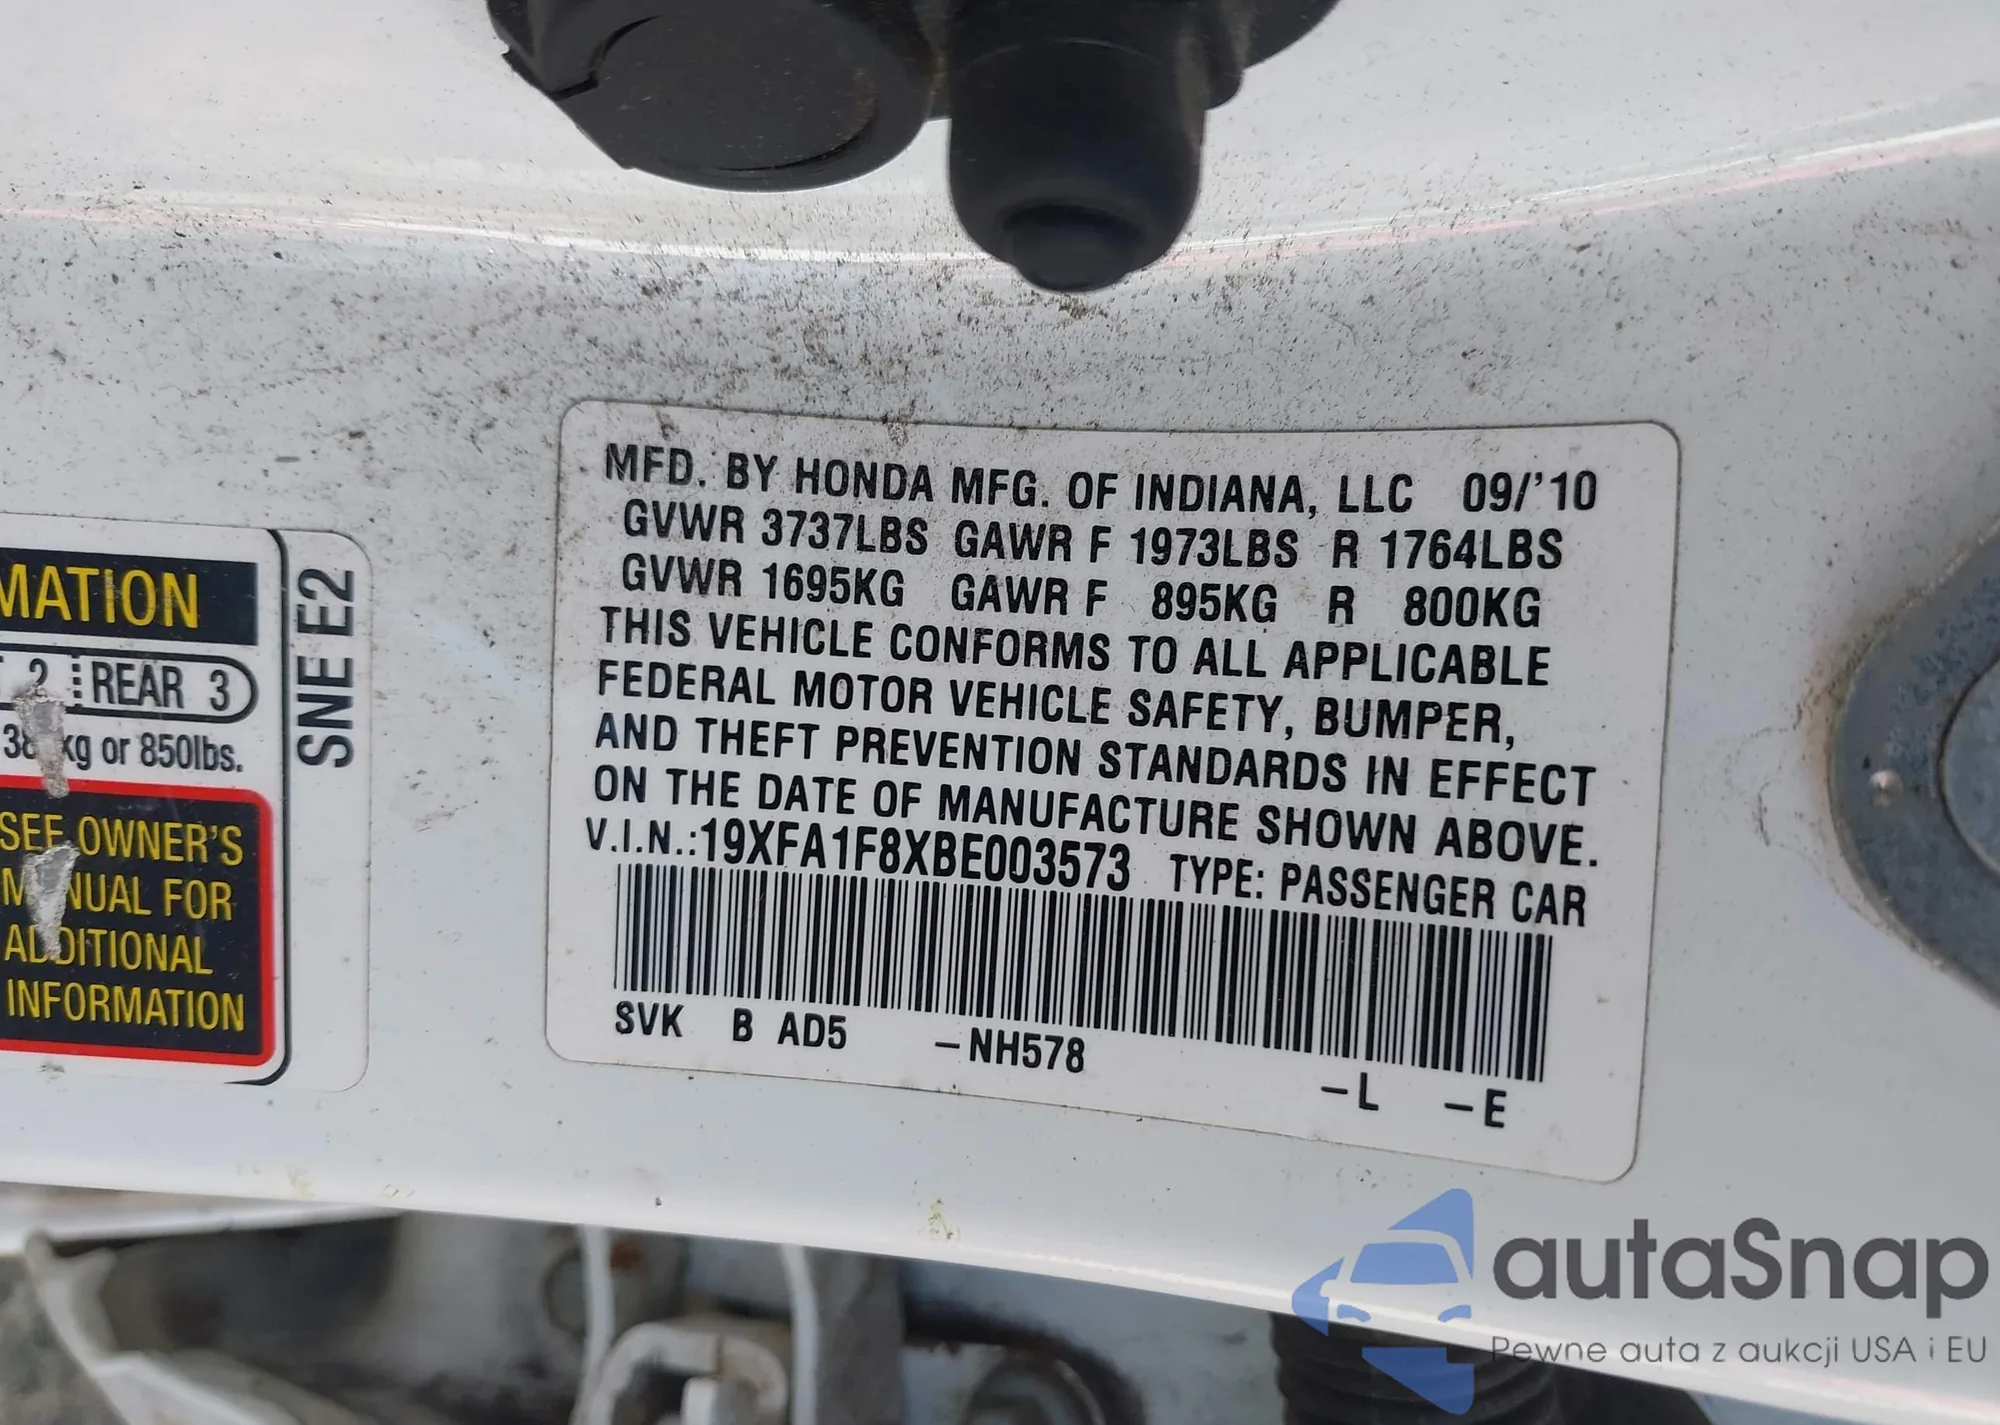 MATION
2 REAR 3
kg or 850lbs.
SEE OWNER'S
MANUAL FOR
ADDITIONAL
INFORMATION
SNE E2
MFD. BY HONDA MFG. OF INDIANA, LLC 09/'10
GVWR 3737LBS GAWR F 1973LBS R 1764LBS
GVWR 1695KG GAWR F 895KG R 800KG
THIS VEHICLE CONFORMS TO ALL APPLICABLE
FEDERAL MOTOR VEHICLE SAFETY, BUMPER,
AND THEFT PREVENTION STANDARDS IN EFFECT
ON THE DATE OF MANUFACTURE SHOWN ABOVE.
V.I.N.:19XFA1F8XBE003573 TYPE: PASSENGER CAR
SVK B AD5 -NH578 -L -E
autaSnap
Pewne auta z aukcji USA i EU